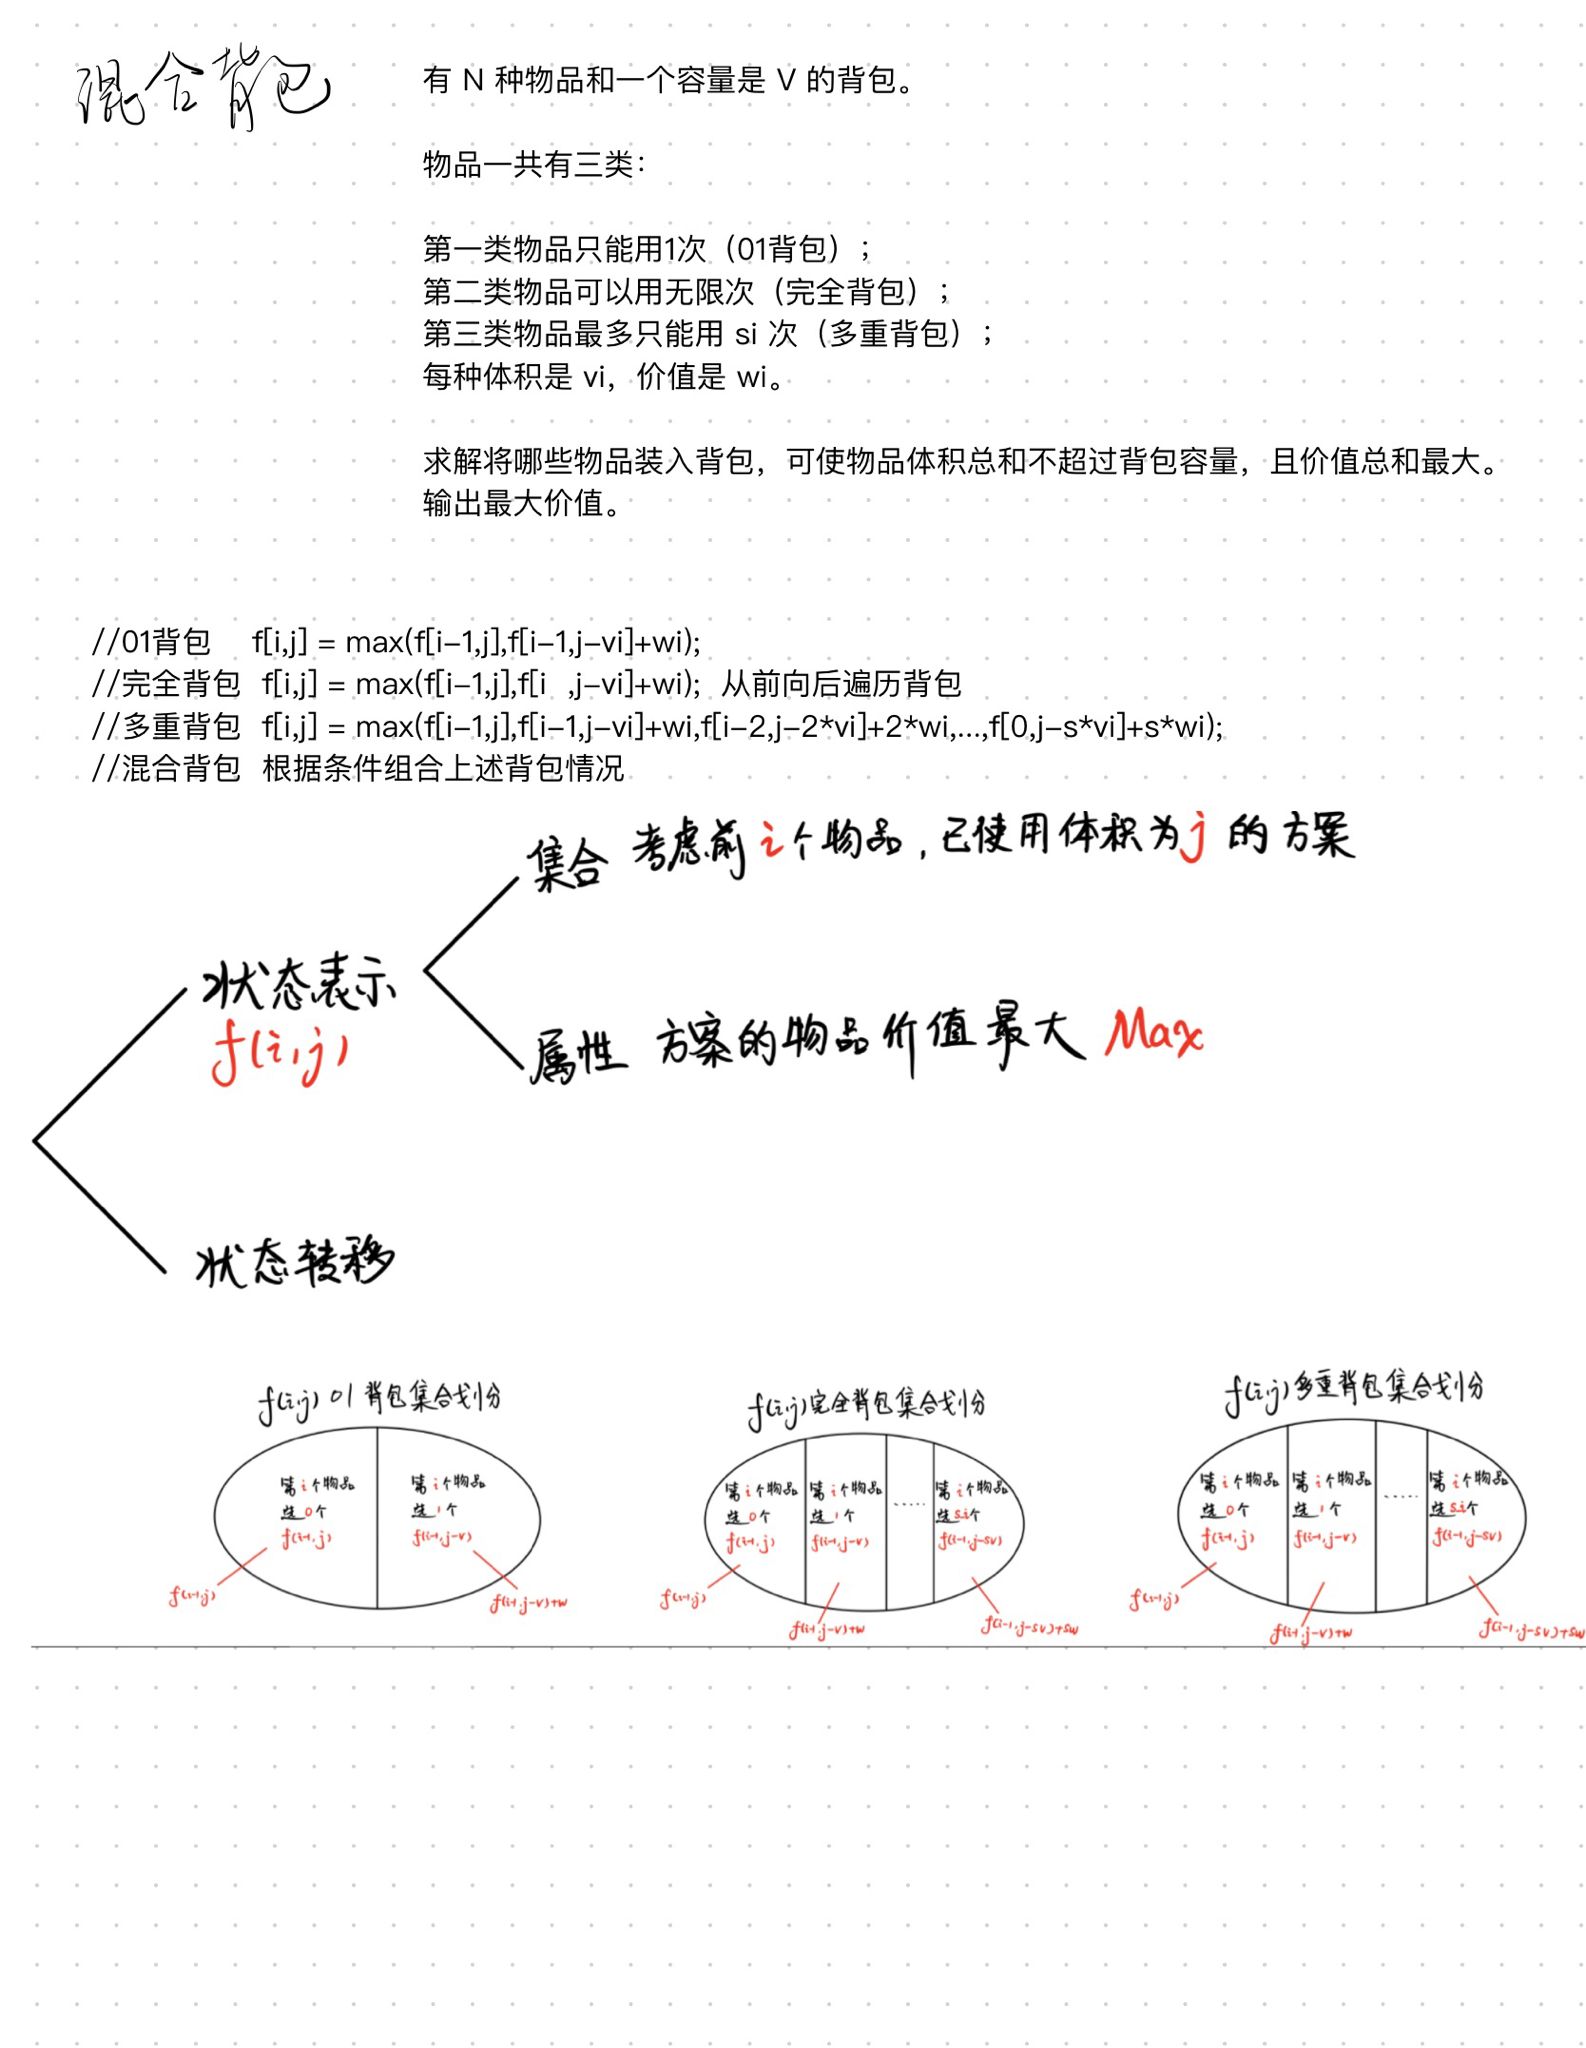 混合背包
有 N 种物品和一个容量是 V 的背包。
物品一共有三类：
第一类物品只能用1次（01背包）；
第二类物品可以用无限次（完全背包）；
第三类物品最多只能用 si 次（多重背包）；
每种体积是 vi，价值是 wi。
求解将哪些物品装入背包，可使物品体积总和不超过背包容量，且价值总和最大。
输出最大价值。
//01背包 f[i,j] = max(f[i-1,j],f[i-1,j-vi]+wi);
//完全背包 f[i,j] = max(f[i-1,j],f[i ,j-vi]+wi); 从前向后遍历背包
//多重背包 f[i,j] = max(f[i-1,j],f[i-1,j-vi]+wi,f[i-2,j-2*vi]+2*wi,...,f[0,j-s*vi]+s*wi);
//混合背包 根据条件组合上述背包情况
集合 考虑前i个物品,已使用体积为j的方案
状态表示
f(i,j)
属性 方案的物品价值最大 Max
状态转移
f(i,j) 01背包集合划分
第i个物品
选0个
f(i-1,j)
第i个物品
选1个
f(i-1,j-v)
f(i-1,j)
f(i-1,j-v)+w
f(i,j)完全背包集合划分
第i个物品
选0个
f(i-1,j)
第i个物品
选1个
f(i-1,j-v)
......
第i个物品
选si个
f(i-1,j-sv)
f(i-1,j)
f(i-1,j-v)+w
f(i-1,j-sv)+sw
f(i,j)多重背包集合划分
第i个物品
选0个
f(i-1,j)
第i个物品
选1个
f(i-1,j-v)
......
第i个物品
选si个
f(i-1,j-sv)
f(i-1,j)
f(i-1,j-v)+w
f(i-1,j-sv)+sw